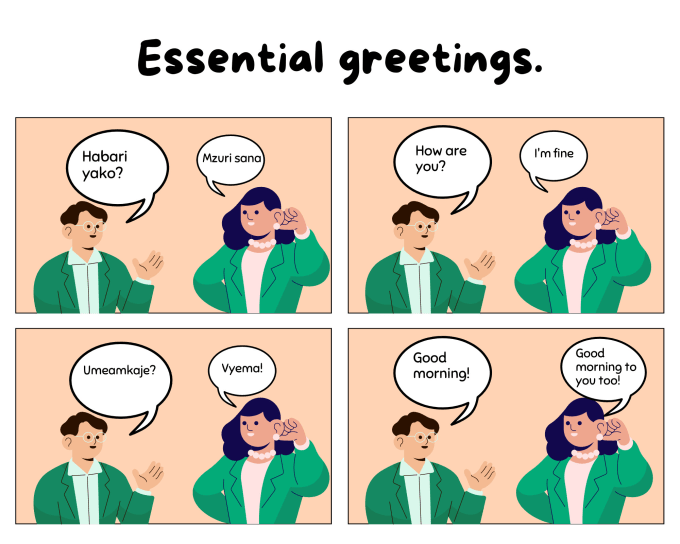 Essential greetings.
Habari
yako?
Mzuri sana
How are
you?
I'm fine
Umeamkaje?
Vyema!
Good
morning!
Good
morning to
you too!